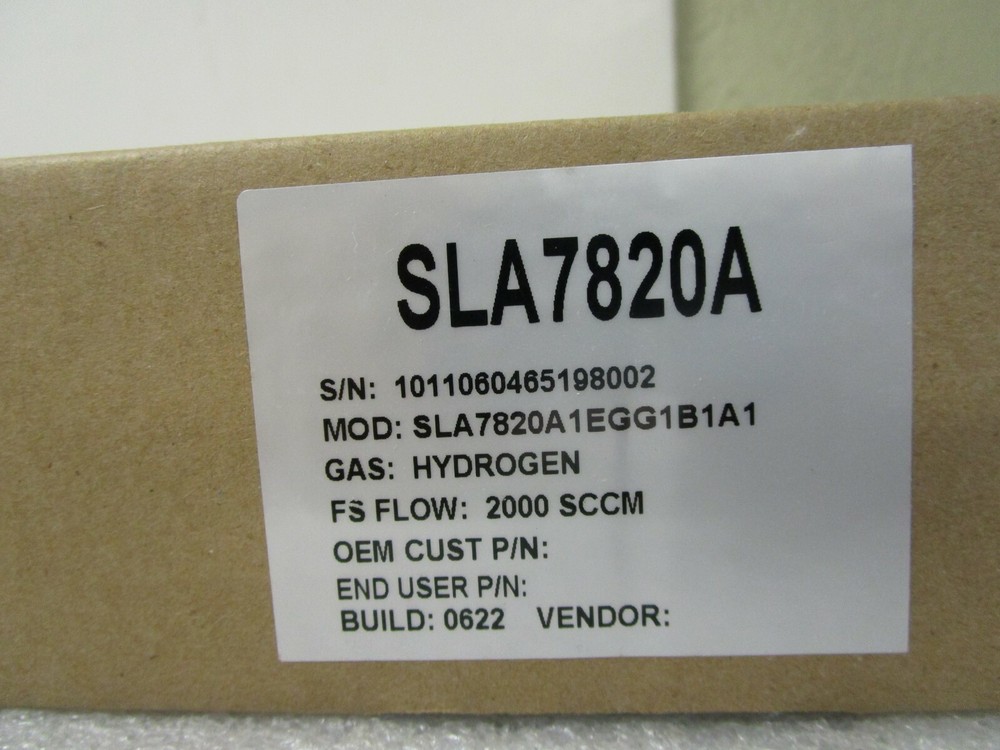 SLA7820A
S/N: 1011060465198002
MOD: SLA7820A1EGG1B1A1
GAS: HYDROGEN
FS FLOW: 2000 SCCM
OEM CUST P/N:
END USER P/N:
BUILD: 0622 VENDOR: